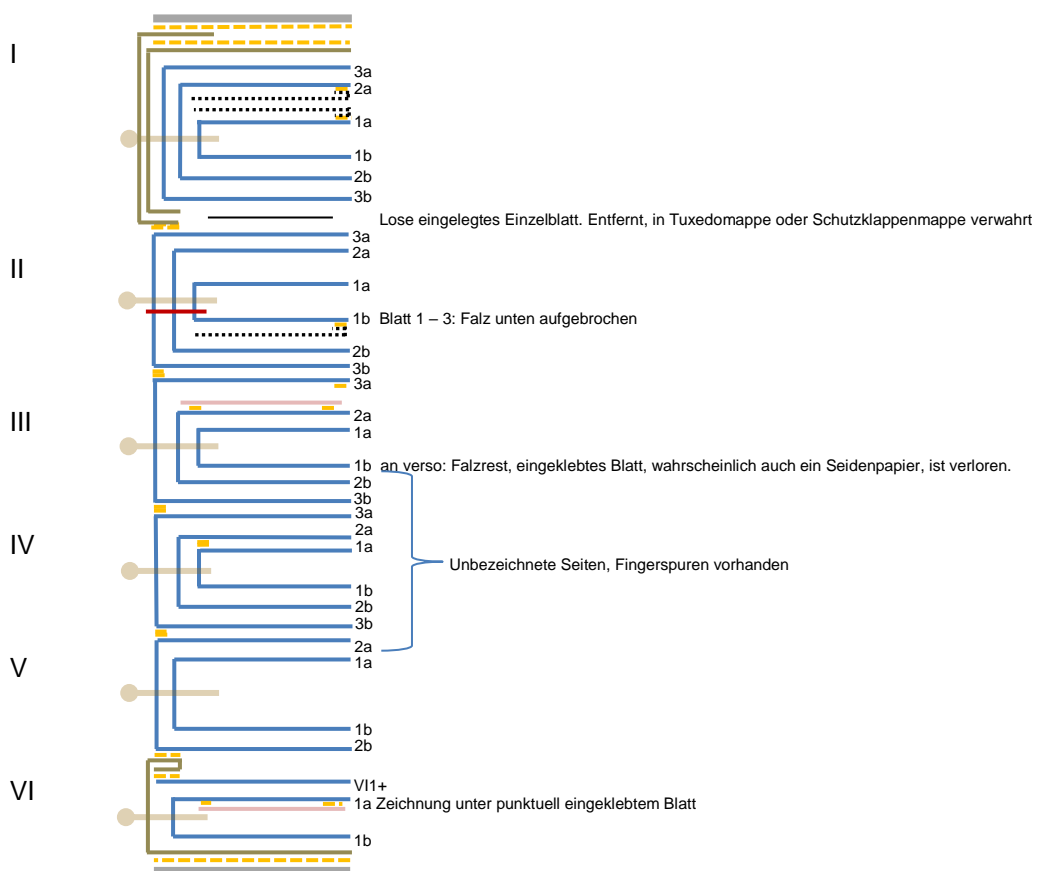 I
3a
2a
1a
1b
2b
3b
Lose eingelegtes Einzelblatt. Entfernt, in Tuxedomappe oder Schutzklappenmappe verwahrt
II
3a
2a
1a
1b Blatt 1 – 3: Falz unten aufgebrochen
2b
3b
III
3a
2a
1a
1b an verso: Falzrest, eingeklebtes Blatt, wahrscheinlich auch ein Seidenpapier, ist verloren.
2b
3b
IV
3a
2a
1a
Unbezeichnete Seiten, Fingerspuren vorhanden
1b
2b
3b
V
2a
1a
1b
2b
VI
VI1+
1a Zeichnung unter punktuell eingeklebtem Blatt
1b